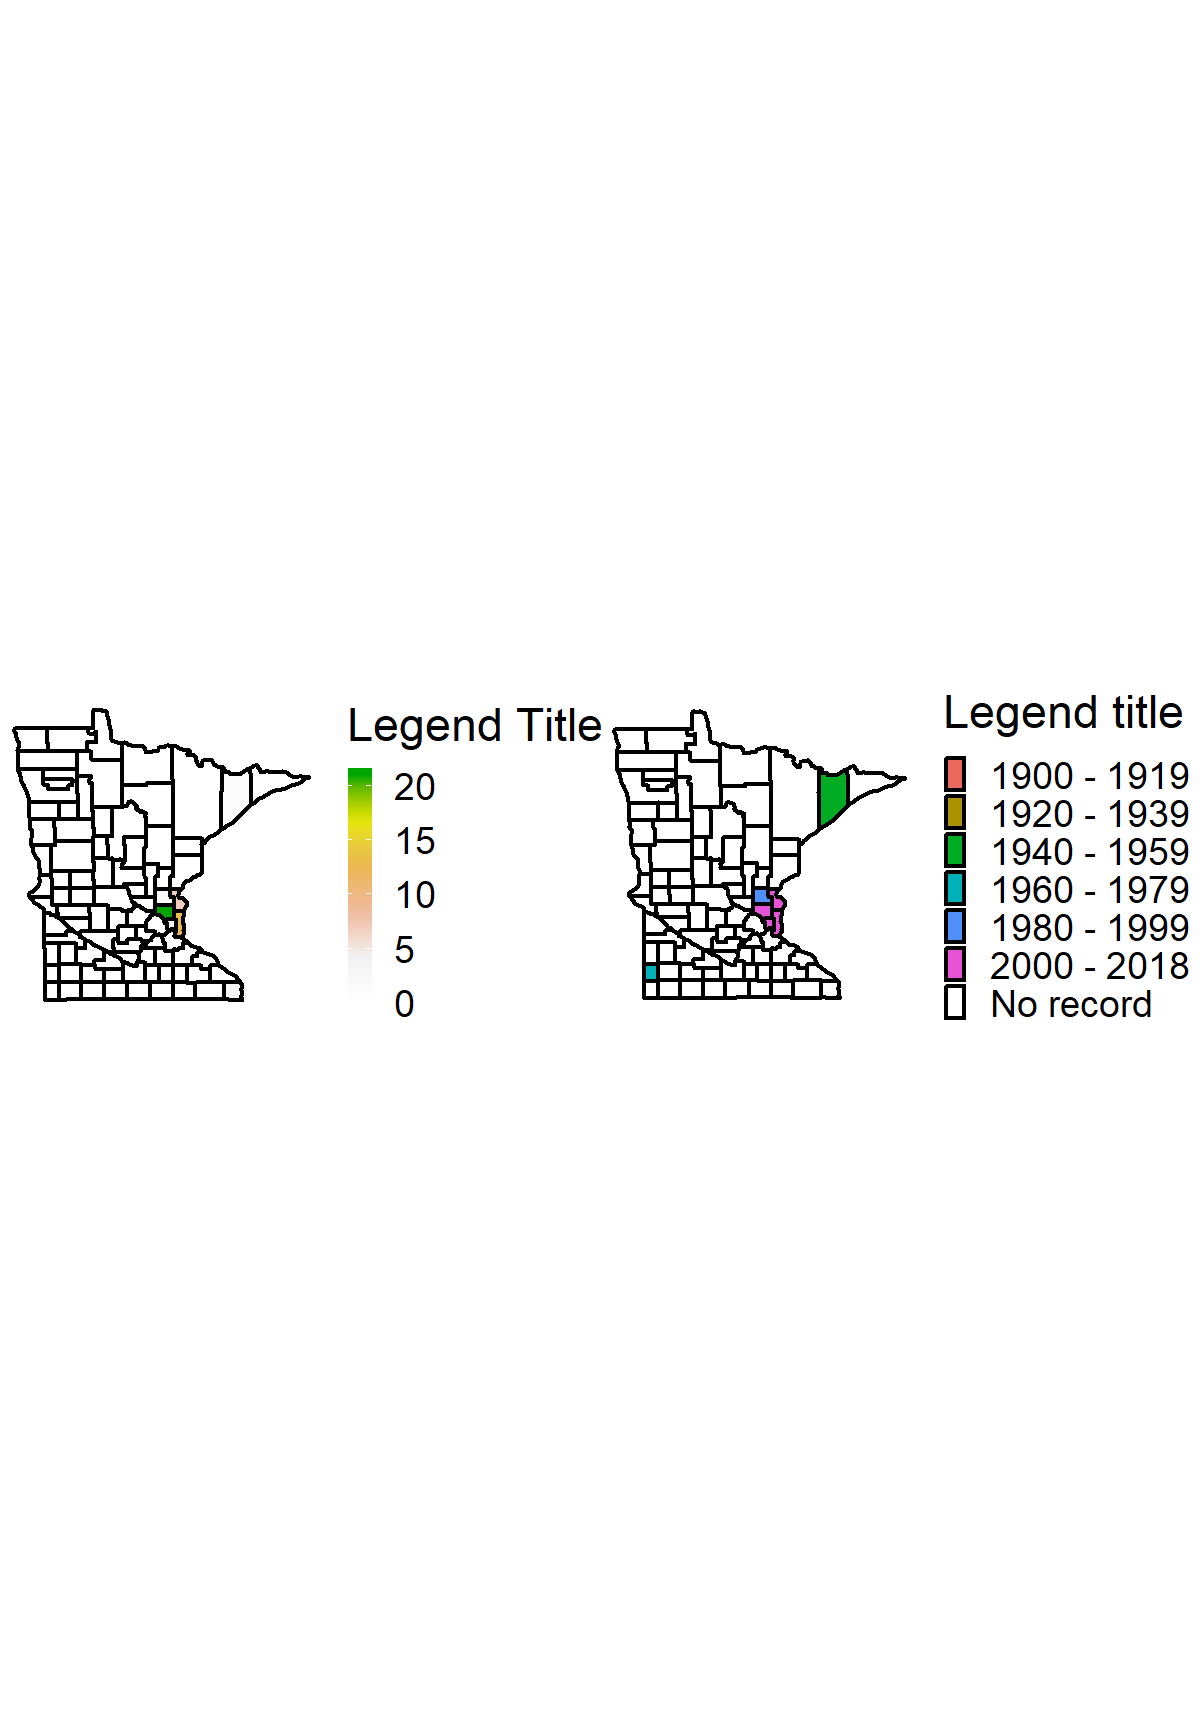 Legend Title
20
15
10
5
0
Legend title
1900 - 1919
1920 - 1939
1940 - 1959
1960 - 1979
1980 - 1999
2000 - 2018
No record